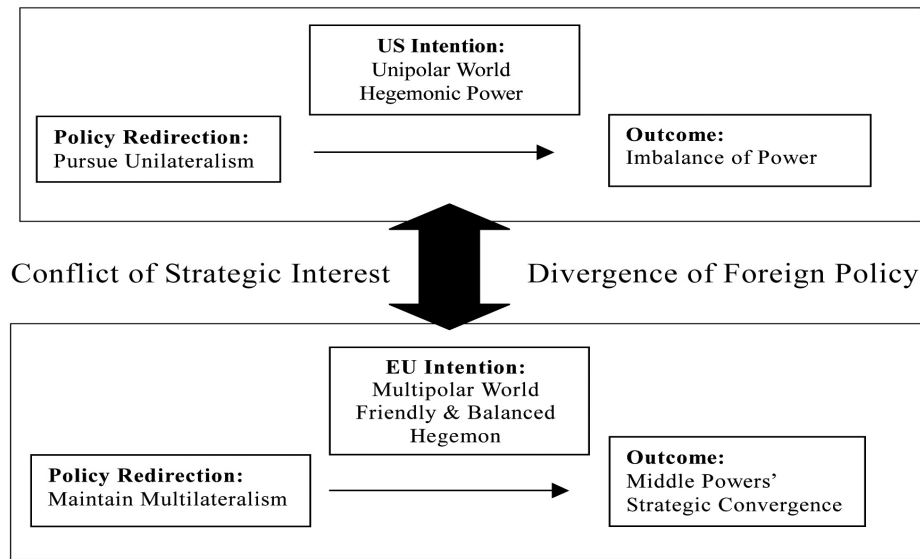 US Intention:
Unipolar World
Hegemonic Power
Policy Redirection:
Pursue Unilateralism
Outcome:
Imbalance of Power
Conflict of Strategic Interest
Divergence of Foreign Policy
EU Intention:
Multipolar World
Friendly & Balanced
Hegemon
Policy Redirection:
Maintain Multilateralism
Outcome:
Middle Powers’
Strategic Convergence